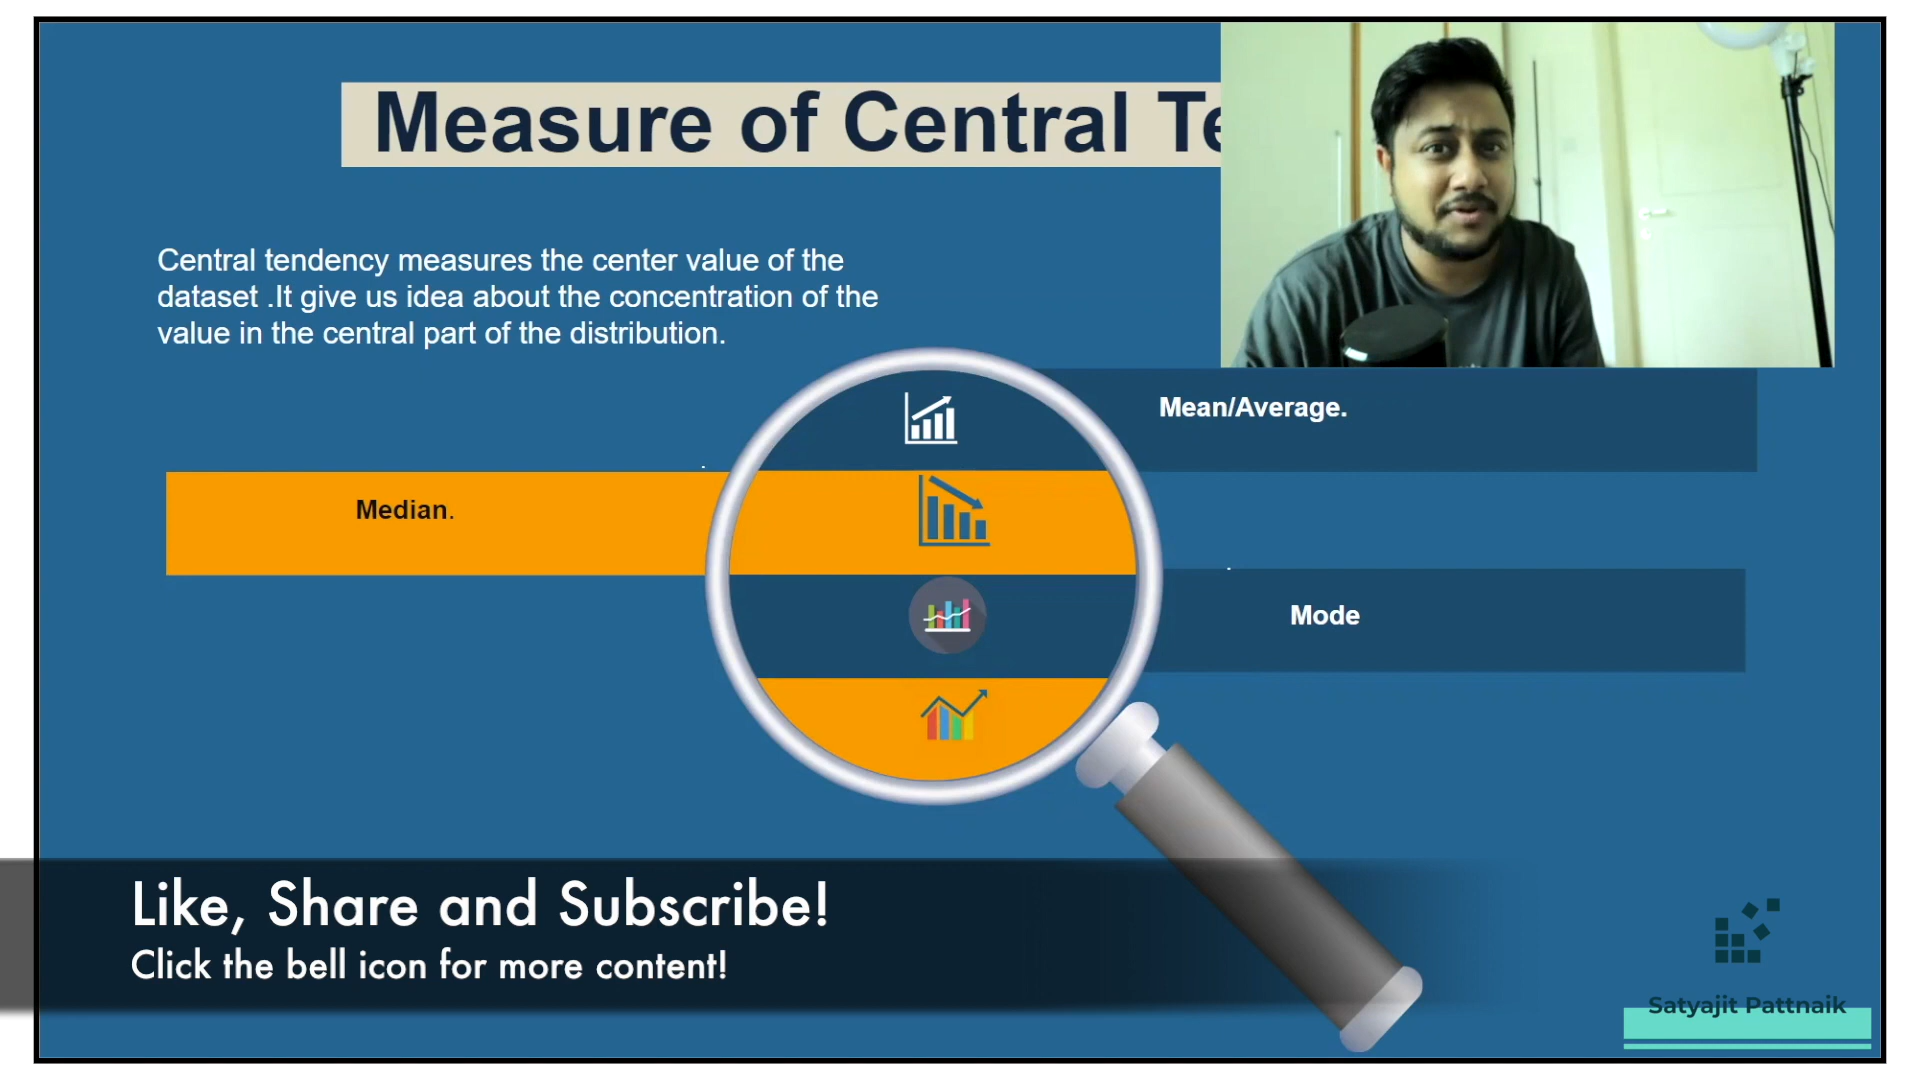 Measure of Central Te
Central tendency measures the center value of the
dataset .It give us idea about the concentration of the
value in the central part of the distribution.
Mean/Average.
Median.
Mode
Like, Share and Subscribe!
Click the bell icon for more content!
Satyajit Pattnaik